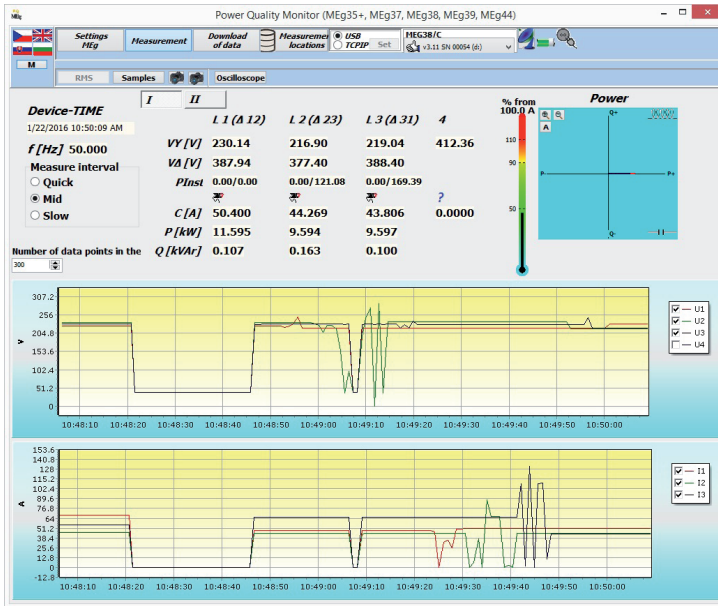 Power Quality Monitor (MEg35+, MEg37, MEg38, MEg39, MEg44)
Settings MEg
Measurement
Download of data
Measuremen locations
USB
TCPIP
Set
MEG38/C
v3.11 SN 00054 (d:)
M
RMS
Samples
Oscilloscope
I
II
Device-TIME
1/22/2016 10:50:09 AM
f [Hz] 50.000
Measure interval
Quick
Mid
Slow
Number of data points in the
300
L 1 (Δ 12) L 2 (Δ 23) L 3 (Δ 31) 4
VY [V] 230.14 216.90 219.04 412.36
VΔ [V] 387.94 377.40 388.40
PInst 0.00/0.00 0.00/121.08 0.00/169.39
?
C [A] 50.400 44.269 43.806 0.0000
P [kW] 11.595 9.594 9.597
Q [kVAr] 0.107 0.163 0.100
% from
100.0 A
110
90
50
Power
A
Q+
P-
P+
Q-
307.2
256
204.8
153.6
102.4
51.2
0
V
10:48:10 10:48:20 10:48:30 10:48:40 10:48:50 10:49:00 10:49:10 10:49:20 10:49:30 10:49:40 10:49:50 10:50:00
U1
U2
U3
U4
153.6
140.8
128
115.2
102.4
89.6
76.8
64
51.2
38.4
25.6
12.8
0
-12.8
A
10:48:10 10:48:20 10:48:30 10:48:40 10:48:50 10:49:00 10:49:10 10:49:20 10:49:30 10:49:40 10:49:50 10:50:00
I1
I2
I3